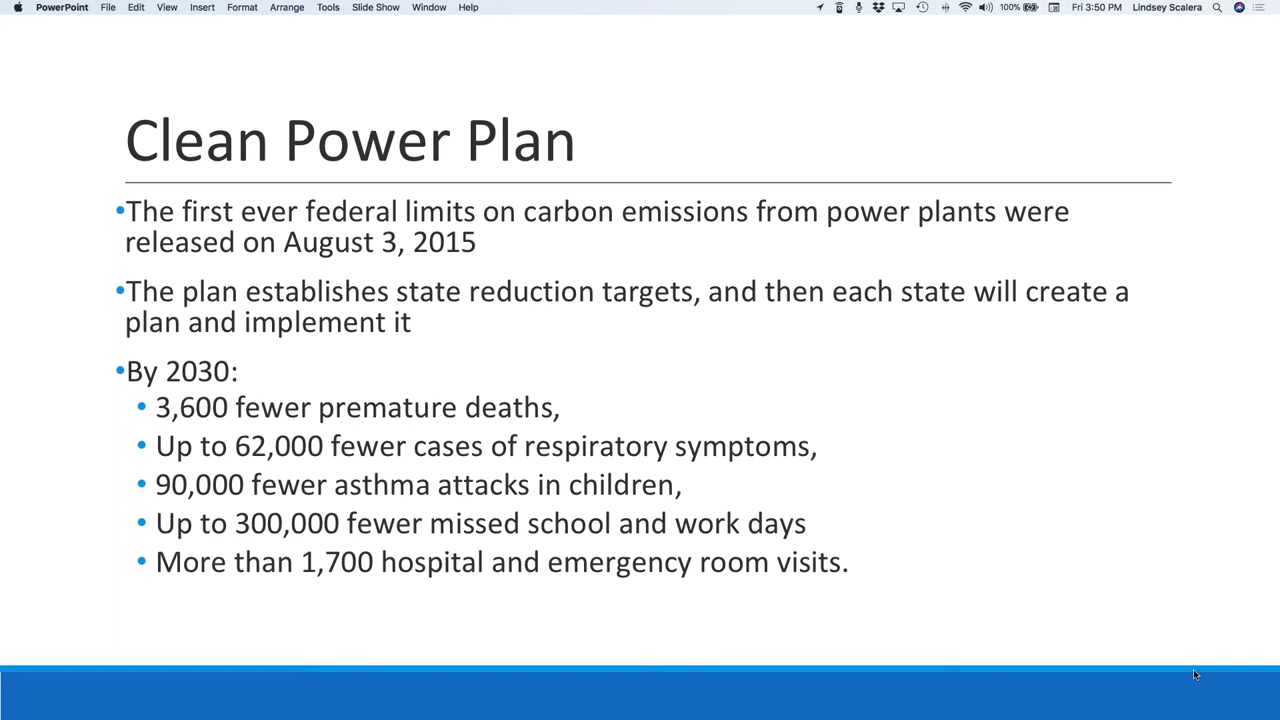 PowerPoint File Edit View Insert Format Arrange Tools Slide Show Window Help 100% Fri 3:50 PM Lindsey Scalera
Clean Power Plan
•The first ever federal limits on carbon emissions from power plants were
released on August 3, 2015
•The plan establishes state reduction targets, and then each state will create a
plan and implement it
•By 2030:
• 3,600 fewer premature deaths,
• Up to 62,000 fewer cases of respiratory symptoms,
• 90,000 fewer asthma attacks in children,
• Up to 300,000 fewer missed school and work days
• More than 1,700 hospital and emergency room visits.